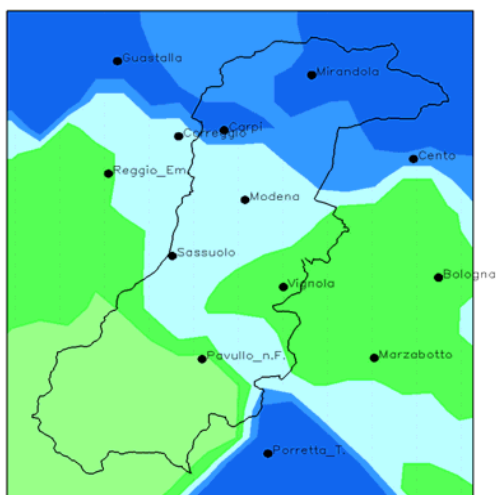 Guastalla
Mirandola
Carpi
Correggio
Cento
Reggio_Em.
Modena
Sassuolo
Bologna
Vignola
Pavullo_n.F.
Marzabotto
Porretta_T.